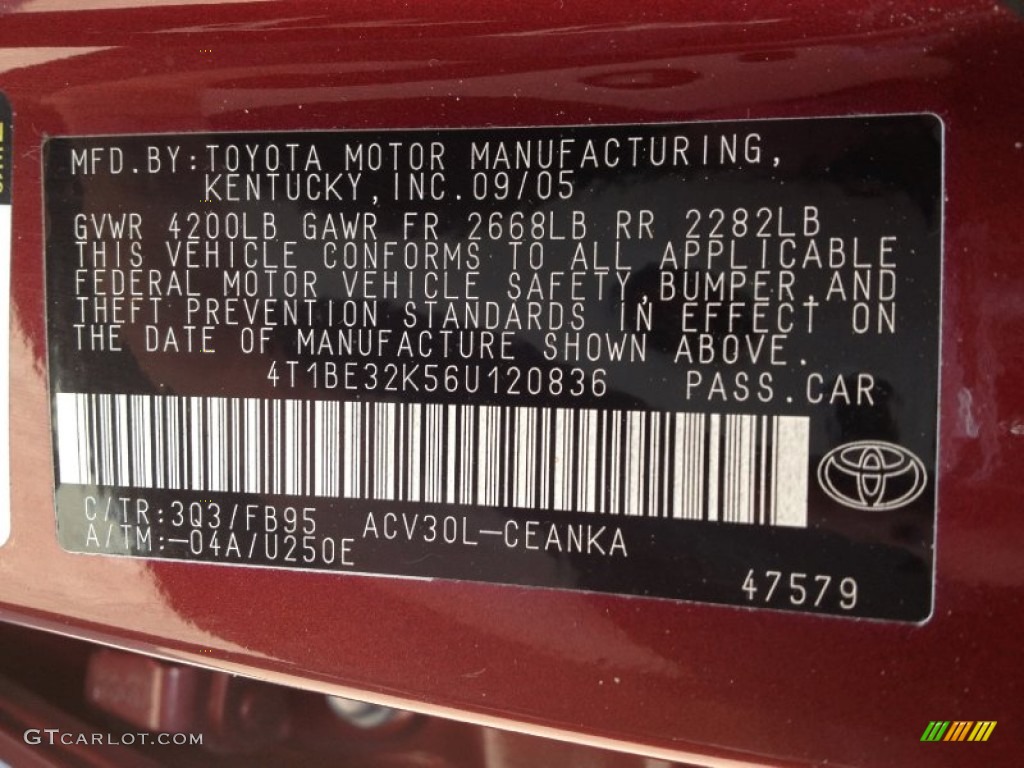 MFD.BY:TOYOTA MOTOR MANUFACTURING,
KENTUCKY,INC.09/05
GVWR 4200LB GAWR FR 2668LB RR 2282LB
THIS VEHICLE CONFORMS TO ALL APPLICABLE
FEDERAL MOTOR VEHICLE SAFETY,BUMPER,AND
THEFT PREVENTION STANDARDS IN EFFECT ON
THE DATE OF MANUFACTURE SHOWN ABOVE.
4T1BE32K56U120836 PASS.CAR
C/TR:3Q3/FB95 ACV30L-CEANKA
A/TM:-04A/U250E
47579
GTCARLOT.COM